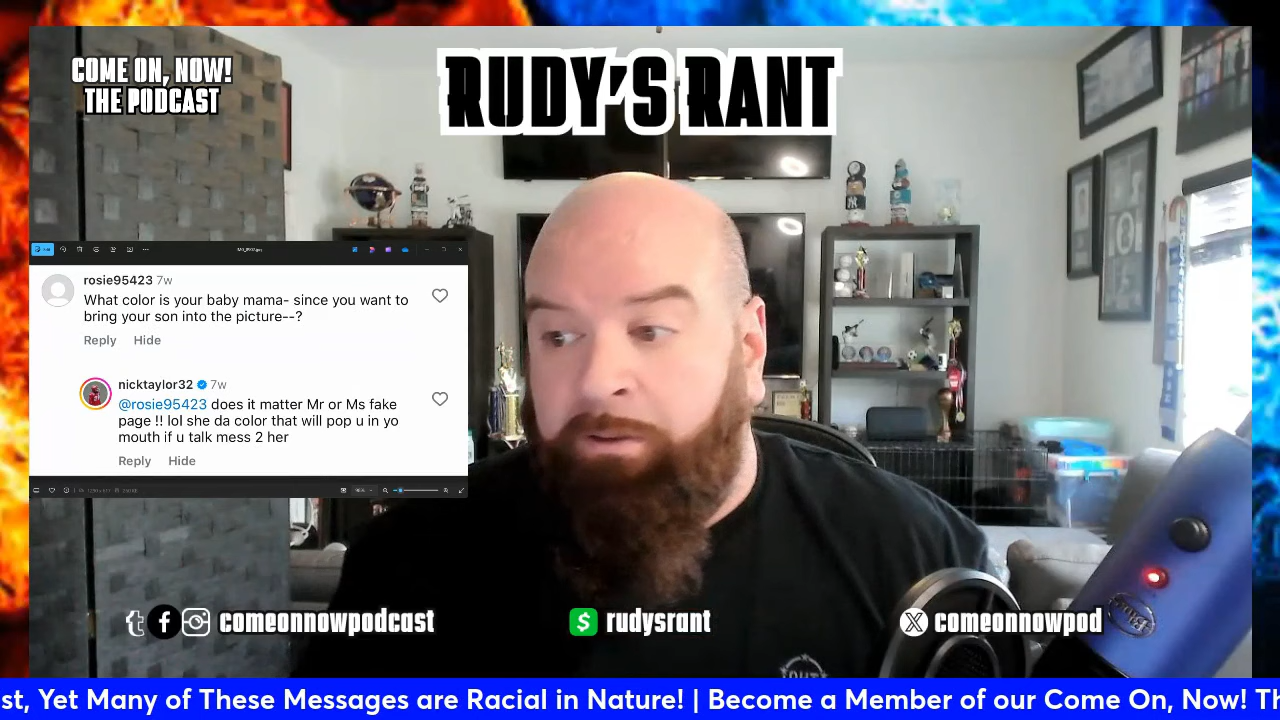 COME ON, NOW!
THE PODCAST
RUDY'S RANT
rosie95423 7w
What color is your baby mama- since you want to
bring your son into the picture--?
Reply Hide
nicktaylor32 7w
@rosie95423 does it matter Mr or Ms fake
page !! lol she da color that will pop u in yo
mouth if u talk mess 2 her
Reply Hide
comeonnowpodcast
rudysrant
comeonnowpod
Blue
st, Yet Many of These Messages are Racial in Nature! | Become a Member of our Come On, Now! Th